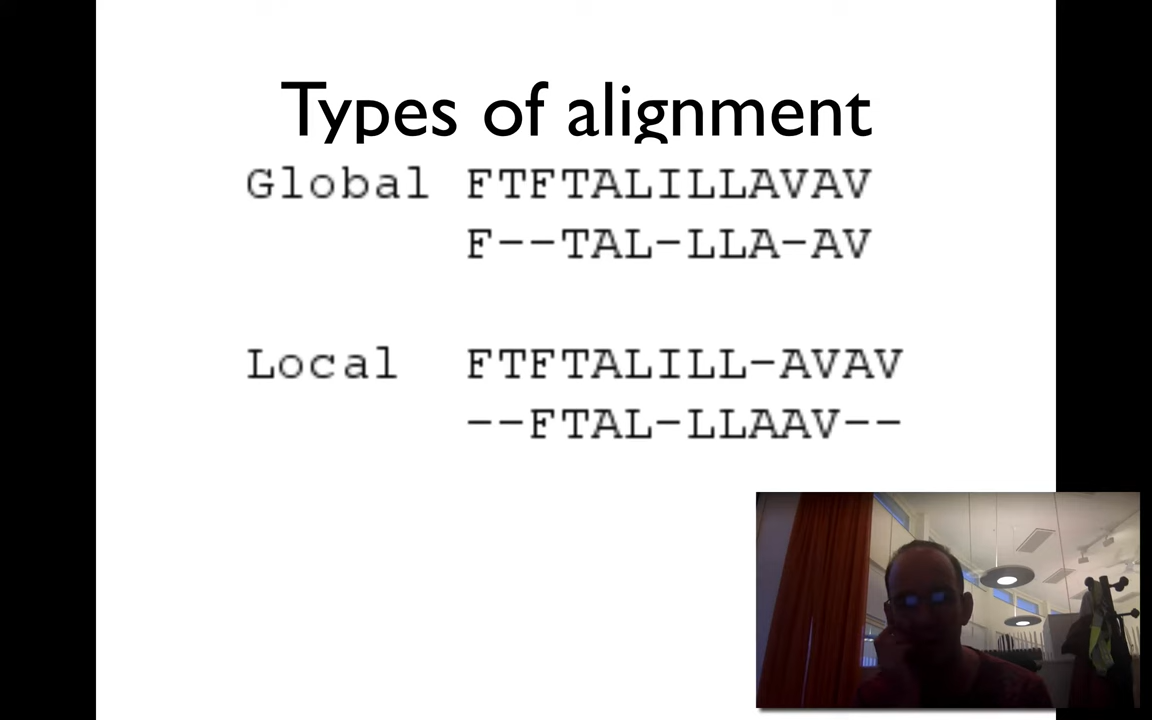 Types of alignment
Global FTFTALILLAVAV
F--TAL-LLA-AV
Local FTFTALILL-AVAV
--FTAL-LLAAV--